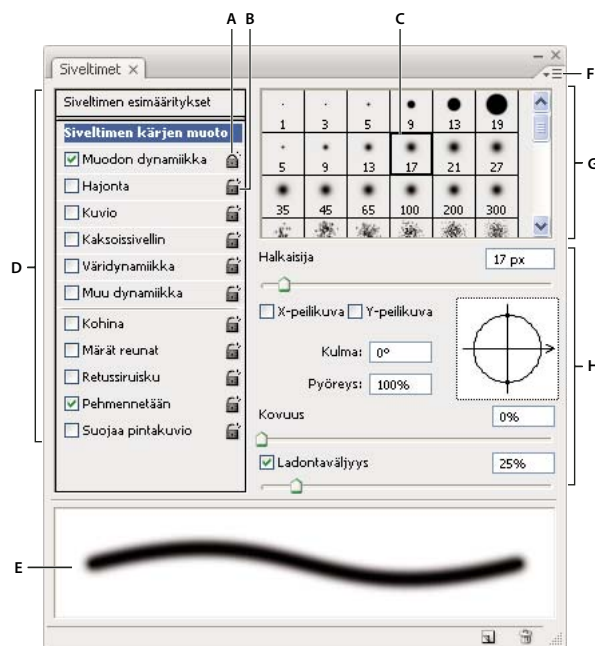 A B C
Siveltimet ×
F
Siveltimen esimääritykset
Siveltimen kärjen muoto
Muodon dynamiikka
Hajonta
Kuvio
Kaksoissivellin
Väridynamiikka
Muu dynamiikka
Kohina
Märät reunat
Retussiruisku
Pehmennetään
Suojaa pintakuvio
D
1 3 5 9 13 19
5 9 13 17 21 27
35 45 65 100 200 300
G
Halkaisija 17 px
X-peilikuva Y-peilikuva
Kulma: 0°
Pyöreys: 100%
Kovuus 0%
Ladontaväljyys 25%
H
E